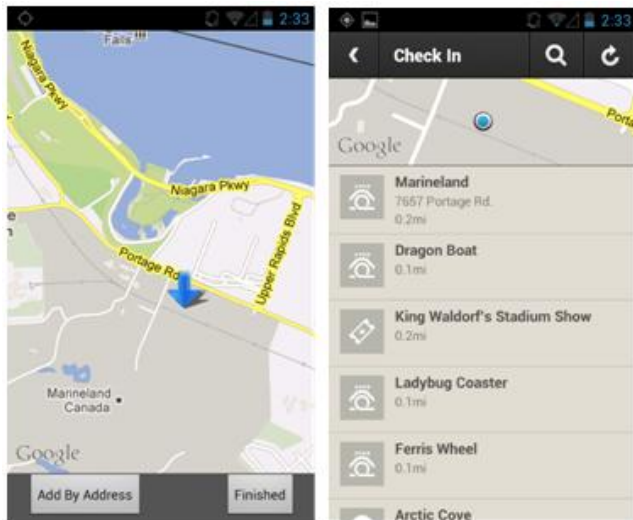 2:33
Falls
Niagara Pkwy
Niagara Pkwy
Portage Rd
Upper Rapids Blvd
Marineland
Canada
Google
Add By Address
Finished
2:33
Check In
Google
Marineland
7657 Portage Rd.
0.2mi
Dragon Boat
0.1mi
King Waldorf's Stadium Show
0.2mi
Ladybug Coaster
0.1mi
Ferris Wheel
0.1mi
Arctic Cove